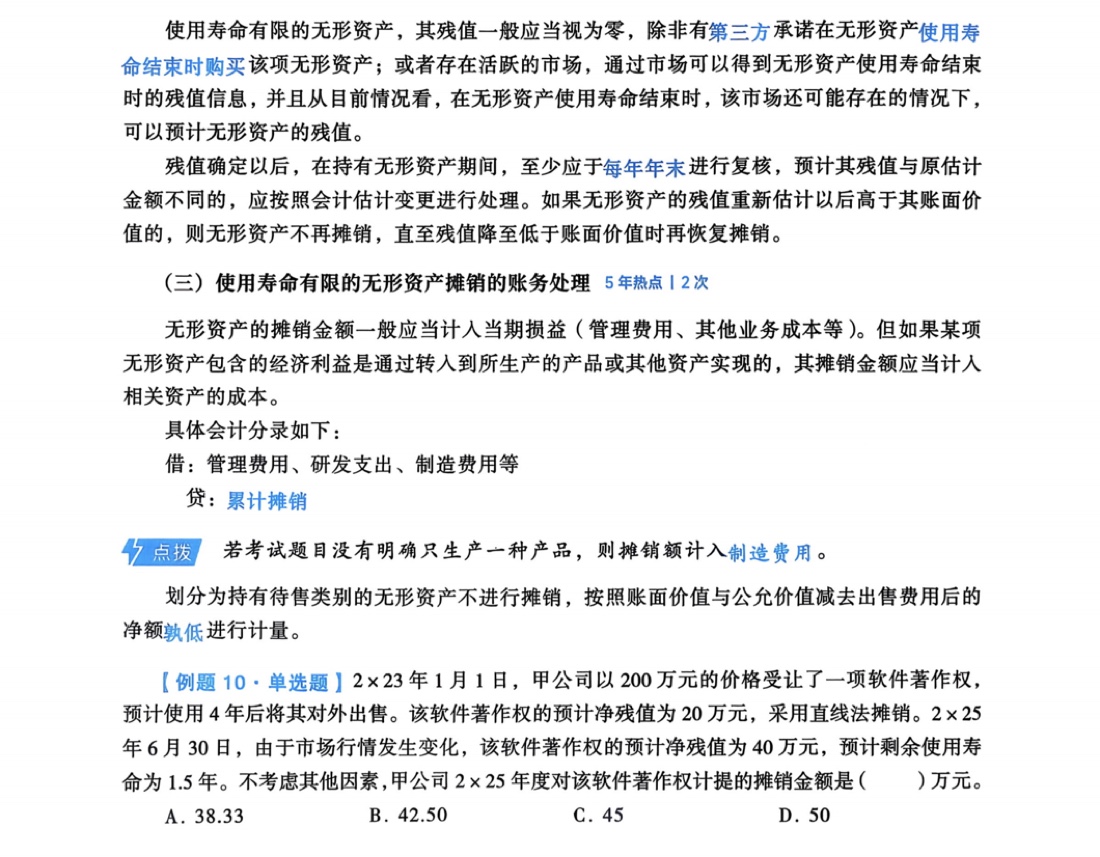 使用寿命有限的无形资产，其残值一般应当视为零，除非有第三方承诺在无形资产使用寿
命结束时购买该项无形资产；或者存在活跃的市场，通过市场可以得到无形资产使用寿命结束
时的残值信息，并且从目前情况看，在无形资产使用寿命结束时，该市场还可能存在的情况下，
可以预计无形资产的残值。
残值确定以后，在持有无形资产期间，至少应于每年年末进行复核，预计其残值与原估计
金额不同的，应按照会计估计变更进行处理。如果无形资产的残值重新估计以后高于其账面价
值的，则无形资产不再摊销，直至残值降至低于账面价值时再恢复摊销。
（三）使用寿命有限的无形资产摊销的账务处理 5年热点 | 2次
无形资产的摊销金额一般应当计入当期损益（管理费用、其他业务成本等）。但如果某项
无形资产包含的经济利益是通过转入到所生产的产品或其他资产实现的，其摊销金额应当计入
相关资产的成本。
具体会计分录如下：
借：管理费用、研发支出、制造费用等
贷：累计摊销
点拨 若考试题目没有明确只生产一种产品，则摊销额计入制造费用。
划分为持有待售类别的无形资产不进行摊销，按照账面价值与公允价值减去出售费用后的
净额孰低进行计量。
【例题10·单选题】2×23年1月1日，甲公司以200万元的价格受让了一项软件著作权，
预计使用4年后将其对外出售。该软件著作权的预计净残值为20万元，采用直线法摊销。2×25
年6月30日，由于市场行情发生变化，该软件著作权的预计净残值为40万元，预计剩余使用寿
命为1.5年。不考虑其他因素，甲公司2×25年度对该软件著作权计提的摊销金额是（　　）万元。
A. 38.33 B. 42.50 C. 45 D. 50